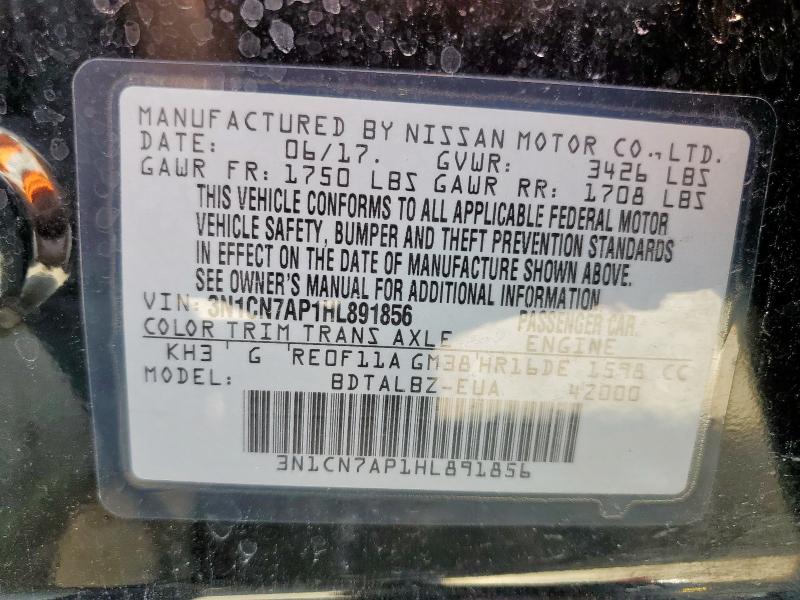 MANUFACTURED BY NISSAN MOTOR CO., LTD.
DATE: 06/17. GVWR: 3426 LBS
GAWR FR: 1750 LBS GAWR RR: 1708 LBS
THIS VEHICLE CONFORMS TO ALL APPLICABLE FEDERAL MOTOR
VEHICLE SAFETY, BUMPER AND THEFT PREVENTION STANDARDS
IN EFFECT ON THE DATE OF MANUFACTURE SHOWN ABOVE.
SEE OWNER'S MANUAL FOR ADDITIONAL INFORMATION.
VIN: 3N1CN7AP1HL891856 PASSENGER CAR.
COLOR TRIM TRANS AXLE ENGINE
KH3 ' G 'RE0F11A GM38'HR16DE 1598 CC
MODEL: BDTALBZ-EUA 42000
3N1CN7AP1HL891856